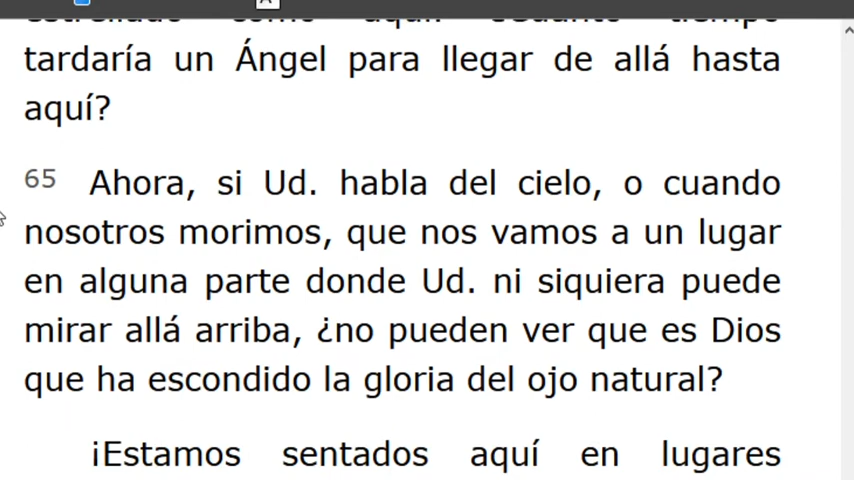 tardaría un Ángel para llegar de allá hasta
aquí?
65 Ahora, si Ud. habla del cielo, o cuando
nosotros morimos, que nos vamos a un lugar
en alguna parte donde Ud. ni siquiera puede
mirar allá arriba, ¿no pueden ver que es Dios
que ha escondido la gloria del ojo natural?
¡Estamos sentados aquí en lugares